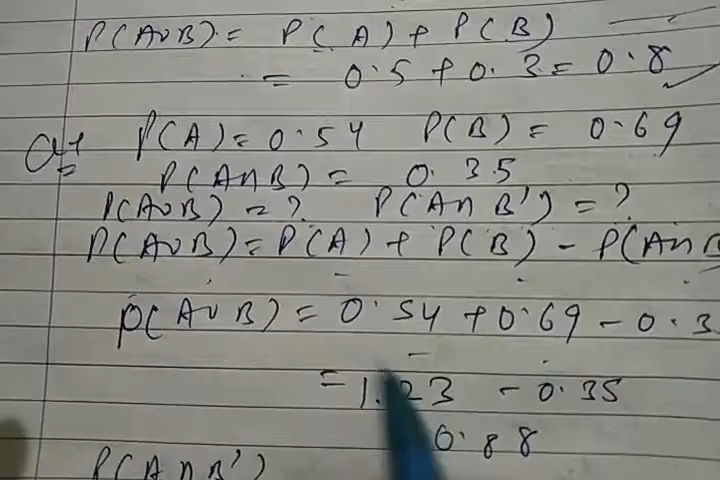 P(A∪B) = P(A) + P(B)
= 0.5 + 0.3 = 0.8
P(A) = 0.54 P(B) = 0.69
P(A∩B) = 0.35
P(A∪B) = ? P(A∩B') = ?
P(A∪B) = P(A) + P(B) - P(A∩B
P(A∪B) = 0.54 + 0.69 - 0.3
= 1.23 - 0.35
0.88
P(A∩B')